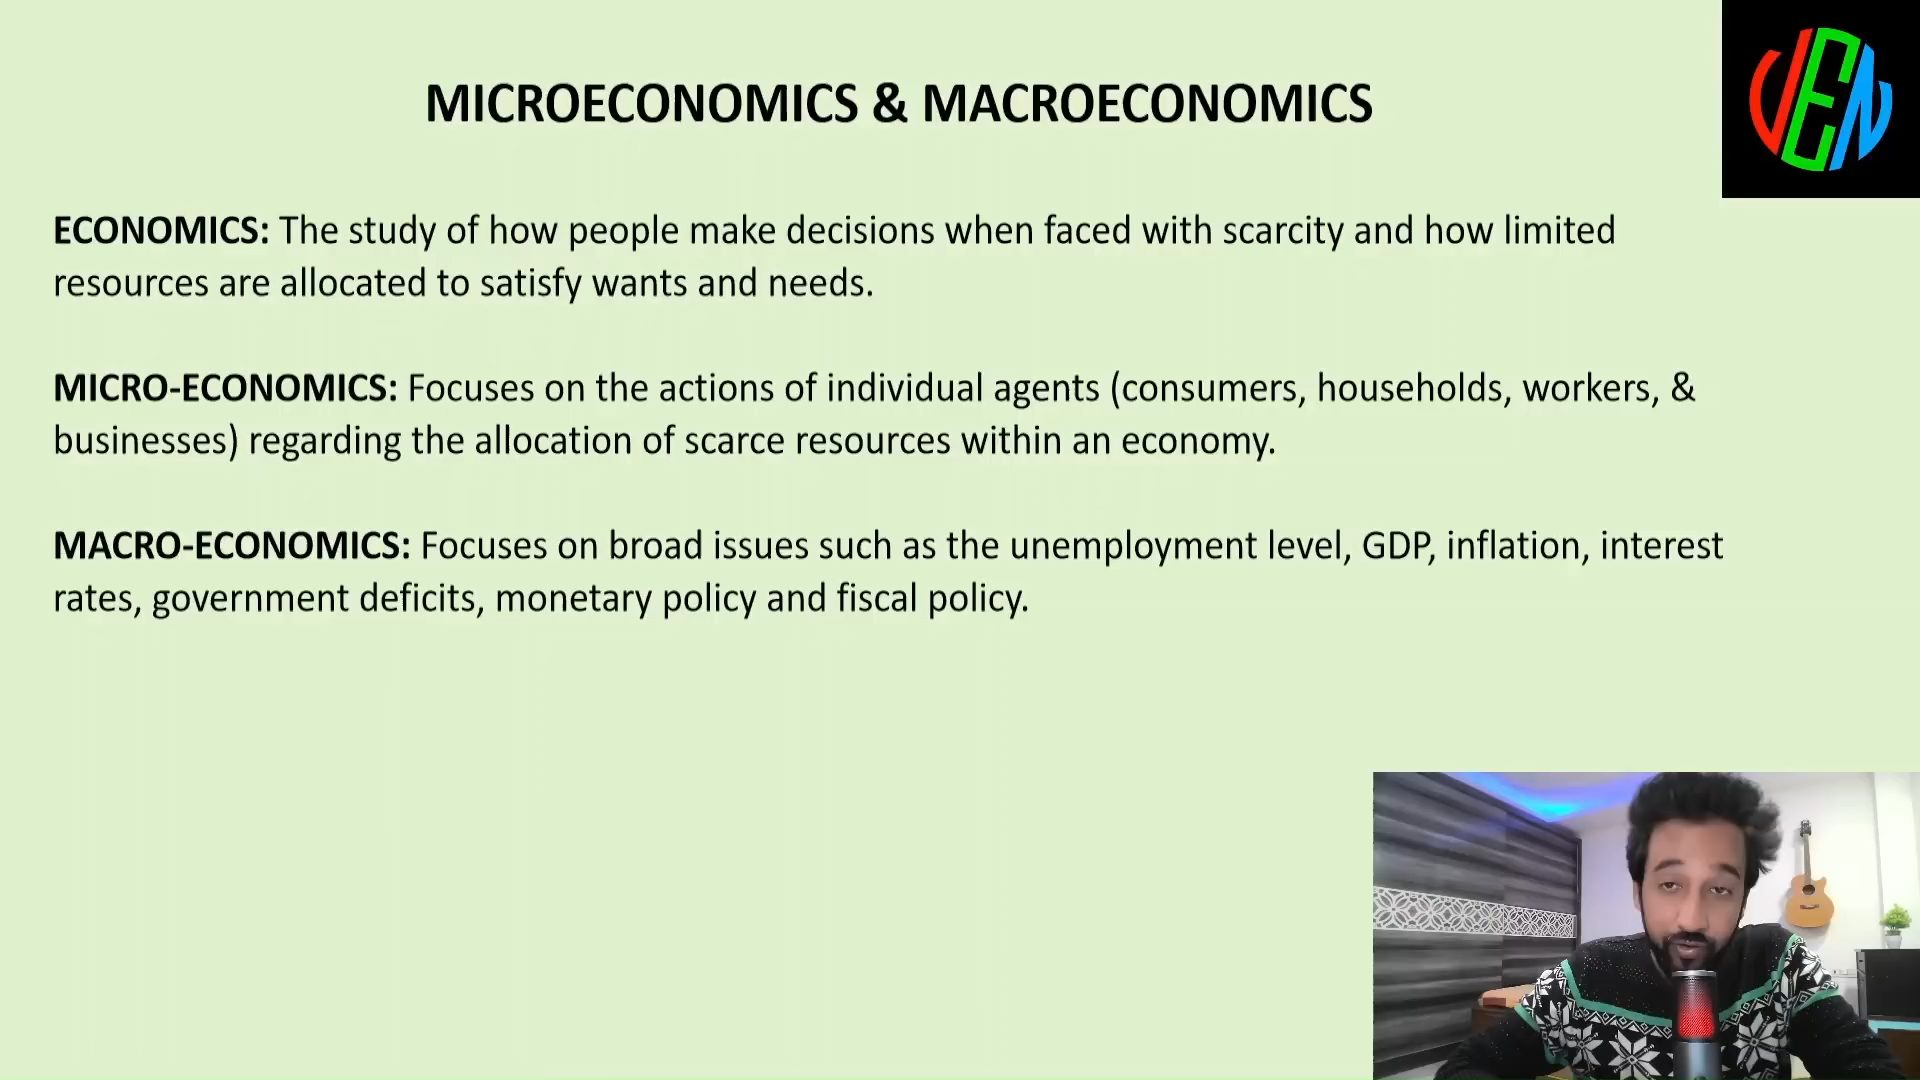 MICROECONOMICS & MACROECONOMICS
VEN
ECONOMICS: The study of how people make decisions when faced with scarcity and how limited
resources are allocated to satisfy wants and needs.
MICRO-ECONOMICS: Focuses on the actions of individual agents (consumers, households, workers, &
businesses) regarding the allocation of scarce resources within an economy.
MACRO-ECONOMICS: Focuses on broad issues such as the unemployment level, GDP, inflation, interest
rates, government deficits, monetary policy and fiscal policy.